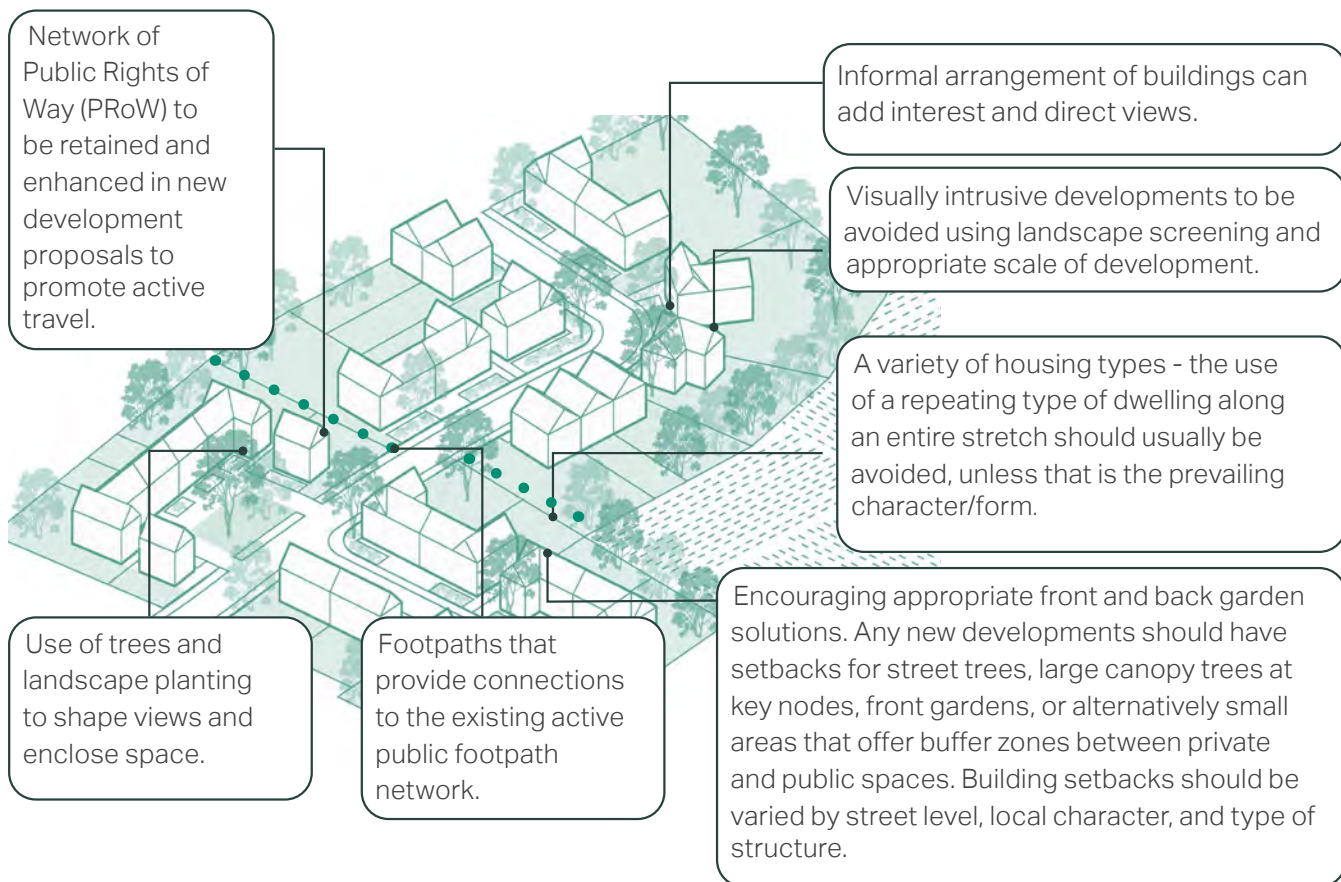 Network of
Public Rights of
Way (PRoW) to
be retained and
enhanced in new
development
proposals to
promote active
travel.
Informal arrangement of buildings can
add interest and direct views.
Visually intrusive developments to be
avoided using landscape screening and
appropriate scale of development.
A variety of housing types - the use
of a repeating type of dwelling along
an entire stretch should usually be
avoided, unless that is the prevailing
character/form.
Use of trees and
landscape planting
to shape views and
enclose space.
Footpaths that
provide connections
to the existing active
public footpath
network.
Encouraging appropriate front and back garden
solutions. Any new developments should have
setbacks for street trees, large canopy trees at
key nodes, front gardens, or alternatively small
areas that offer buffer zones between private
and public spaces. Building setbacks should be
varied by street level, local character, and type of
structure.